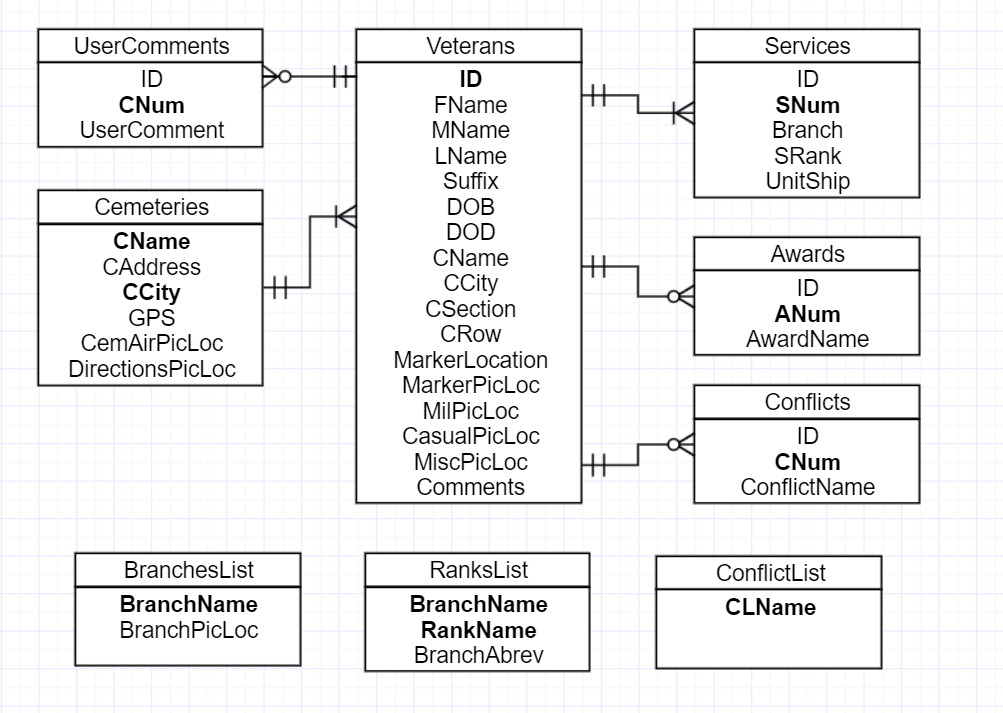 UserComments
ID
CNum
UserComment
Cemeteries
CName
CAddress
CCity
GPS
CemAirPicLoc
DirectionsPicLoc
Veterans
ID
FName
MName
LName
Suffix
DOB
DOD
CName
CCity
CSection
CRow
MarkerLocation
MarkerPicLoc
MilPicLoc
CasualPicLoc
MiscPicLoc
Comments
Services
ID
SNum
Branch
SRank
UnitShip
Awards
ID
ANum
AwardName
Conflicts
ID
CNum
ConflictName
BranchesList
BranchName
BranchPicLoc
RanksList
BranchName
RankName
BranchAbrev
ConflictList
CLName